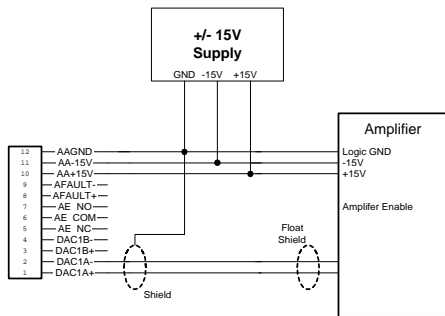 +/- 15V
Supply
GND -15V +15V
Amplifier
12 AAGND
11 AA-15V
10 AA+15V
9 AFAULT-
8 AFAULT+
7 AE NO
6 AE COM
5 AE NC
4 DAC1B-
3 DAC1B+
2 DAC1A-
1 DAC1A+
Logic GND
-15V
+15V
Amplifer Enable
Float
Shield
Shield